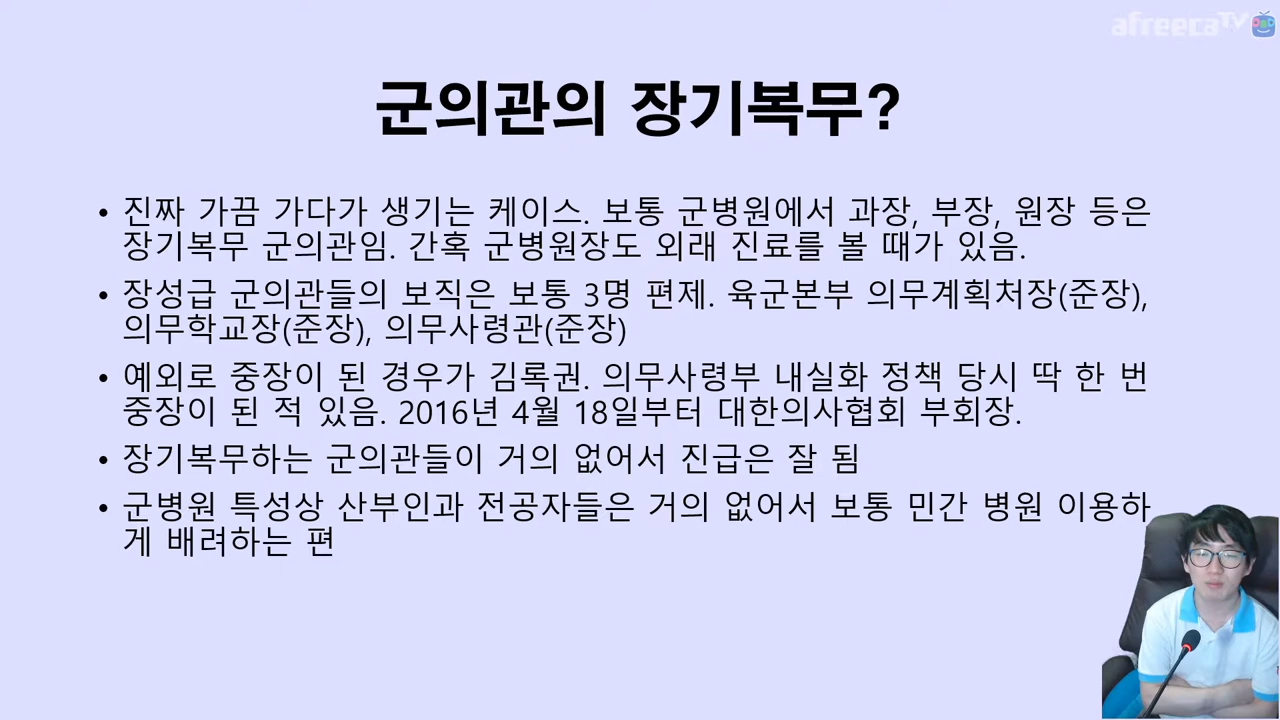 afreecaTV
군의관의 장기복무?
• 진짜 가끔 가다가 생기는 케이스. 보통 군병원에서 과장, 부장, 원장 등은
장기복무 군의관임. 간혹 군병원장도 외래 진료를 볼 때가 있음.
• 장성급 군의관들의 보직은 보통 3명 편제. 육군본부 의무계획처장(준장),
의무학교장(준장), 의무사령관(준장)
• 예외로 중장이 된 경우가 김록권. 의무사령부 내실화 정책 당시 딱 한 번
중장이 된 적 있음. 2016년 4월 18일부터 대한의사협회 부회장.
• 장기복무하는 군의관들이 거의 없어서 진급은 잘 됨
• 군병원 특성상 산부인과 전공자들은 거의 없어서 보통 민간 병원 이용하
게 배려하는 편